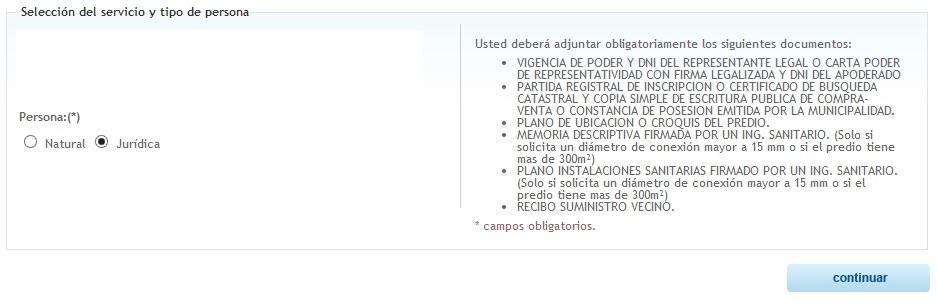 Selección del servicio y tipo de persona
Persona:(*)
Natural Jurídica
Usted deberá adjuntar obligatoriamente los siguientes documentos:
• VIGENCIA DE PODER Y DNI DEL REPRESENTANTE LEGAL O CARTA PODER
DE REPRESENTATIVIDAD CON FIRMA LEGALIZADA Y DNI DEL APODERADO
• PARTIDA REGISTRAL DE INSCRIPCION O CERTIFICADO DE BUSQUEDA
CATASTRAL Y COPIA SIMPLE DE ESCRITURA PUBLICA DE COMPRA-
VENTA O CONSTANCIA DE POSESION EMITIDA POR LA MUNICIPALIDAD.
• PLANO DE UBICACION O CROQUIS DEL PREDIO.
• MEMORIA DESCRIPTIVA FIRMADA POR UN ING. SANITARIO. (Solo si
solicita un diámetro de conexión mayor a 15 mm o si el predio tiene
mas de 300m²)
• PLANO INSTALACIONES SANITARIAS FIRMADO POR UN ING. SANITARIO.
(Solo si solicita un diámetro de conexión mayor a 15 mm o si el
predio tiene mas de 300m²)
• RECIBO SUMINISTRO VECINO.
* campos obligatorios.
continuar